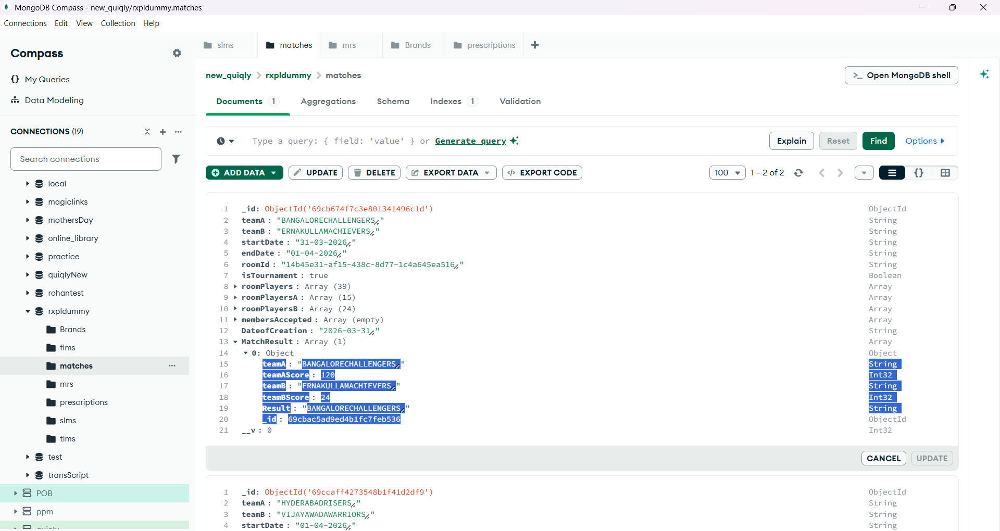 MongoDB Compass - new_quiqly/rxpldummy.matches
Connections Edit View Collection Help
Compass
My Queries
Data Modeling
CONNECTIONS (19)
Search connections
local
magiclinks
mothersDay
online_library
practice
quiqlyNew
rohantest
rxpldummy
Brands
flms
matches
mrs
prescriptions
slms
tlms
test
transScript
POB
ppm
slms matches mrs Brands prescriptions
new_quiqly > rxpldummy > matches
>_ Open MongoDB shell
Documents 1 Aggregations Schema Indexes 1 Validation
Type a query: { field: 'value' } or Generate query
Explain Reset Find Options
ADD DATA UPDATE DELETE EXPORT DATA EXPORT CODE
100 1 – 2 of 2
1 _id: ObjectId('69cb674f7c3e801341496c1d') ObjectId
2 teamA : "BANGALORECHALLENGERS" String
3 teamB : "ERNAKULLAMACHIEVERS" String
4 startDate : "31-03-2026" String
5 endDate : "01-04-2026" String
6 roomId : "14b45e31-af15-438c-8d77-1c4a645ea516" String
7 isTournament : true Boolean
8 roomPlayers : Array (39) Array
9 roomPlayersA : Array (15) Array
10 roomPlayersB : Array (24) Array
11 membersAccepted : Array (empty) Array
12 DateofCreation : "2026-03-31" String
13 MatchResult : Array (1) Array
14 0: Object Object
15 teamA : "BANGALORECHALLENGERS" String
16 teamAScore : 120 Int32
17 teamB : "ERNAKULLAMACHIEVERS" String
18 teamBScore : 24 Int32
19 Result : "BANGALORECHALLENGERS" String
20 _id : 69cbac5ad9ed4b1fc7feb536 ObjectId
21 __v : 0 Int32
CANCEL UPDATE
1 _id: ObjectId('69ccaff4273548b1f41d2df9') ObjectId
2 teamA : "HYDERABADRISERS" String
3 teamB : "VIJAYAWADAWARRIORS" String
4 startDate : "01-04-2026" String